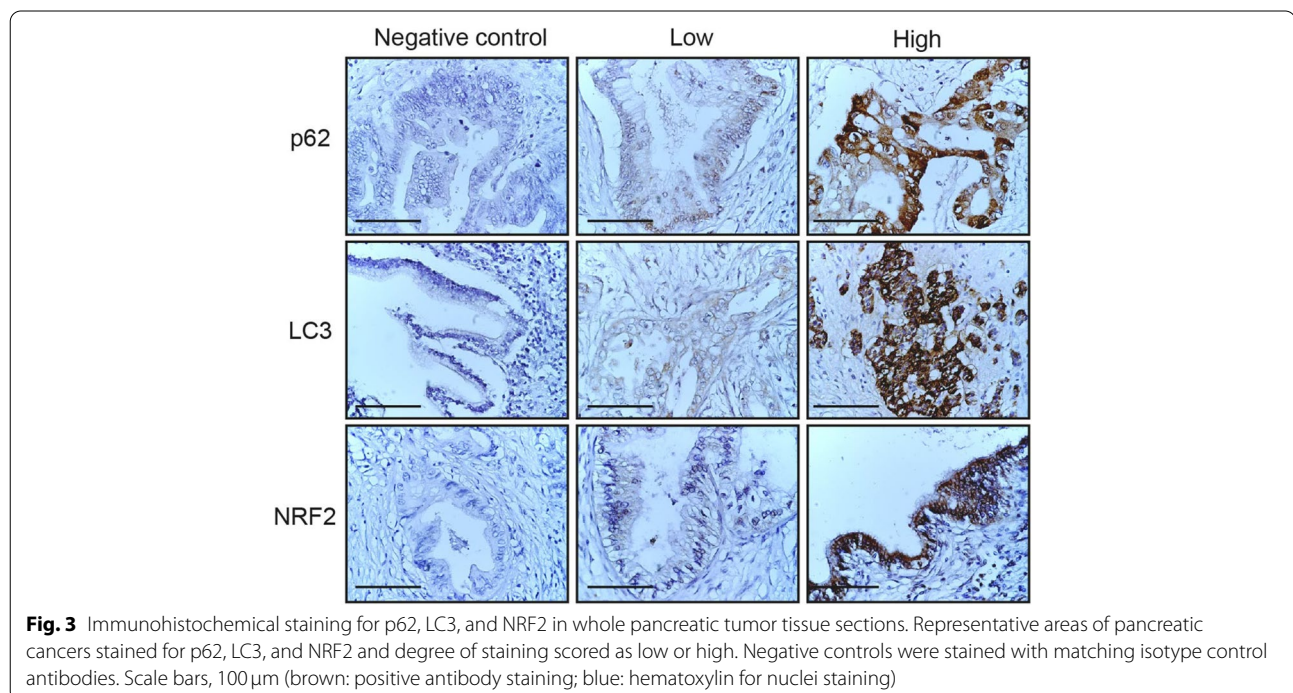 Negative control Low High
p62
LC3
NRF2
Fig. 3 Immunohistochemical staining for p62, LC3, and NRF2 in whole pancreatic tumor tissue sections. Representative areas of pancreatic
cancers stained for p62, LC3, and NRF2 and degree of staining scored as low or high. Negative controls were stained with matching isotype control
antibodies. Scale bars, 100 μm (brown: positive antibody staining; blue: hematoxylin for nuclei staining)